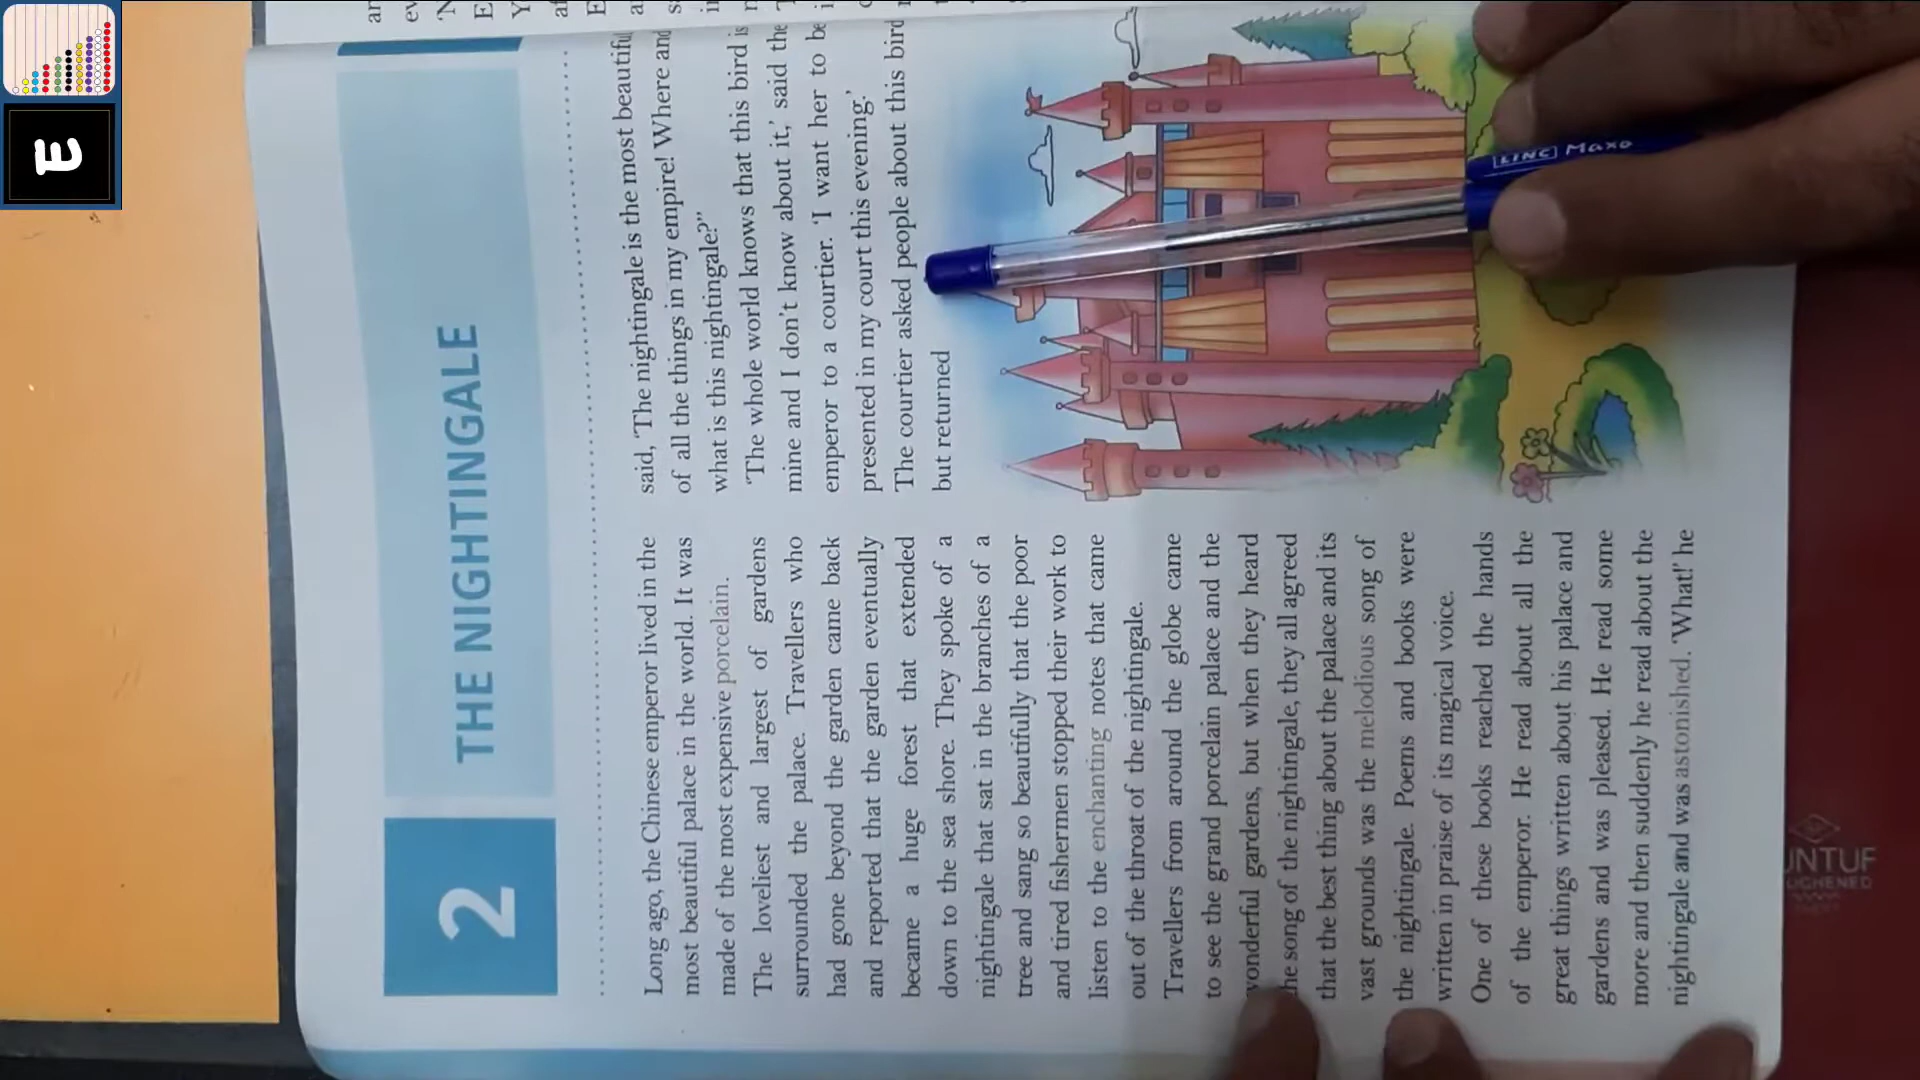 2
THE NIGHTINGALE
Long ago, the Chinese emperor lived in the
most beautiful palace in the world. It was
made of the most expensive porcelain.
The loveliest and largest of gardens
surrounded the palace. Travellers who
had gone beyond the garden came back
and reported that the garden eventually
became a huge forest that extended
down to the sea shore. They spoke of a
nightingale that sat in the branches of a
tree and sang so beautifully that the poor
and tired fishermen stopped their work to
listen to the enchanting notes that came
out of the throat of the nightingale.
Travellers from around the globe came
to see the grand porcelain palace and the
wonderful gardens, but when they heard
the song of the nightingale, they all agreed
that the best thing about the palace and its
vast grounds was the melodious song of
the nightingale. Poems and books were
written in praise of its magical voice.
One of these books reached the hands
of the emperor. He read about all the
great things written about his palace and
gardens and was pleased. He read some
more and then suddenly he read about the
nightingale and was astonished. 'What!' he
said, 'The nightingale is the most beautiful
of all the things in my empire! Where and
what is this nightingale?'
'The whole world knows that this bird is
mine and I don't know about it,' said the
emperor to a courtier. 'I want her to be
presented in my court this evening.'
The courtier asked people about this bird
but returned
LINC Maxo
E